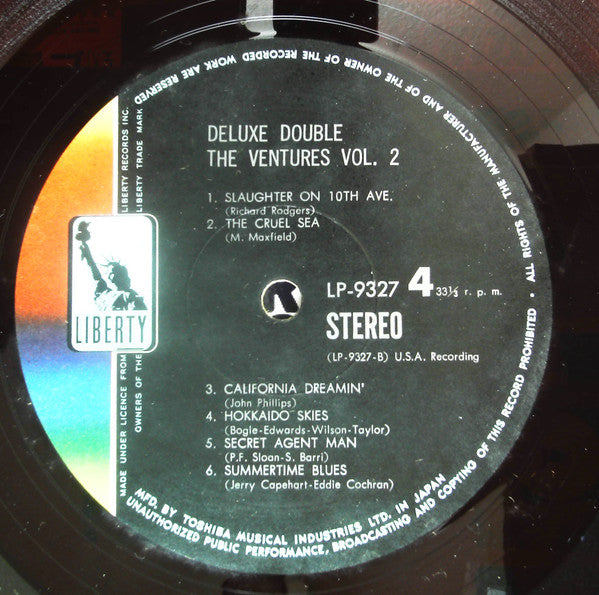 DELUXE DOUBLE
THE VENTURES VOL. 2
1. SLAUGHTER ON 10TH AVE.
(Richard Rodgers)
2. THE CRUEL SEA
(M. Maxfield)
LP-9327 4 33⅓ r. p. m.
STEREO
(LP-9327-B) U.S.A. Recording
3. CALIFORNIA DREAMIN'
(John Phillips)
4. HOKKAIDO SKIES
(Bogle-Edwards-Wilson-Taylor)
5. SECRET AGENT MAN
(P.F. Sloan-S. Barri)
6. SUMMERTIME BLUES
(Jerry Capehart-Eddie Cochran)
LIBERTY
MADE UNDER LICENCE FROM LIBERTY RECORDS INC.
OWNERS OF THE LIBERTY TRADE MARK
MFD. BY TOSHIBA MUSICAL INDUSTRIES LTD. IN JAPAN
ALL RIGHTS OF THE MANUFACTURER AND OF THE OWNER OF THE RECORDED WORK ARE RESERVED
UNAUTHORIZED PUBLIC PERFORMANCE, BROADCASTING AND COPYING OF THIS RECORD PROHIBITED •